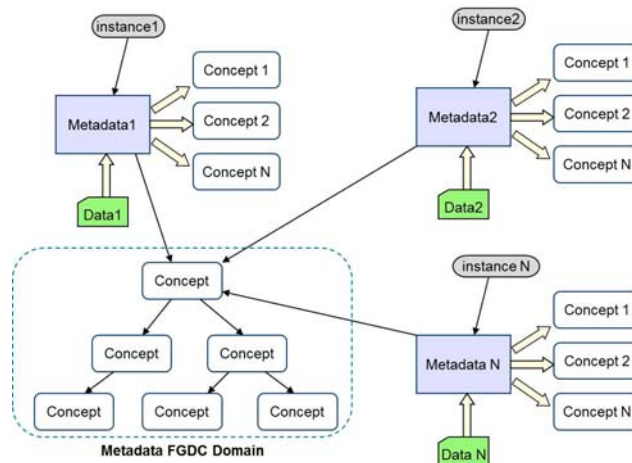 instance1
Concept 1
Metadata1
Concept 2
Concept N
Data1
instance2
Concept 1
Metadata2
Concept 2
Concept N
Data2
Concept
Concept
Concept
Concept
Concept
Concept
Metadata FGDC Domain
instance N
Concept 1
Metadata N
Concept 2
Concept N
Data N